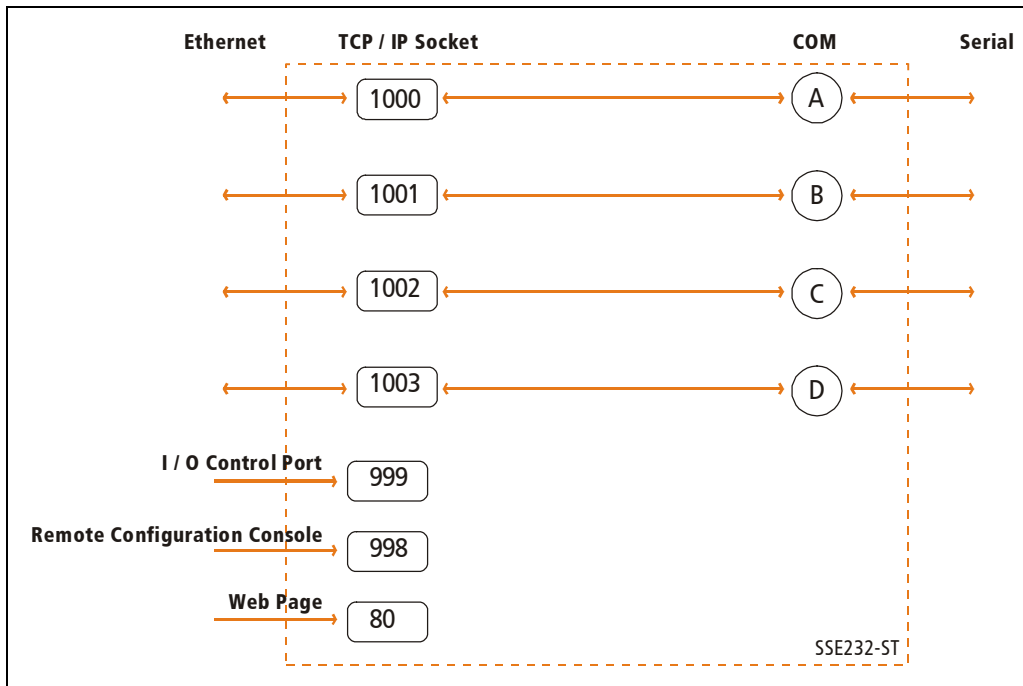 Ethernet TCP / IP Socket COM Serial
1000 A
1001 B
1002 C
1003 D
I / O Control Port
999
Remote Configuration Console
998
Web Page
80
SSE232-ST